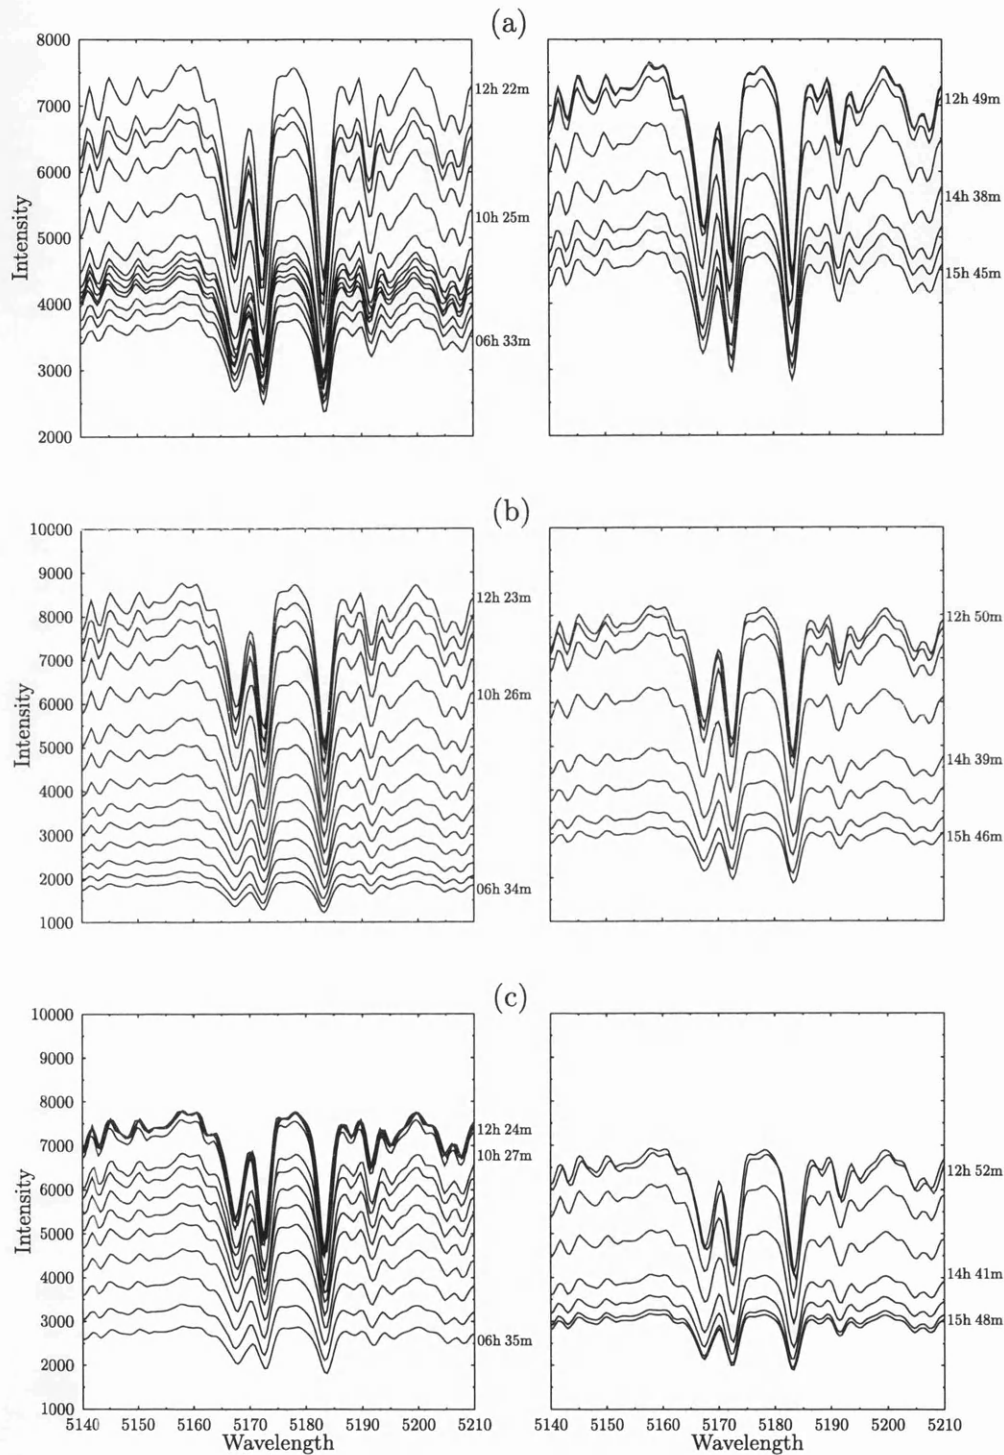 (a)
8000
7000
6000
5000
4000
3000
2000
Intensity
12h 22m
10h 25m
06h 33m
12h 49m
14h 38m
15h 45m
(b)
10000
9000
8000
7000
6000
5000
4000
3000
2000
1000
Intensity
12h 23m
10h 26m
06h 34m
12h 50m
14h 39m
15h 46m
(c)
10000
9000
8000
7000
6000
5000
4000
3000
2000
1000
Intensity
12h 24m
10h 27m
06h 35m
12h 52m
14h 41m
15h 48m
5140 5150 5160 5170 5180 5190 5200 5210
Wavelength
5140 5150 5160 5170 5180 5190 5200 5210
Wavelength